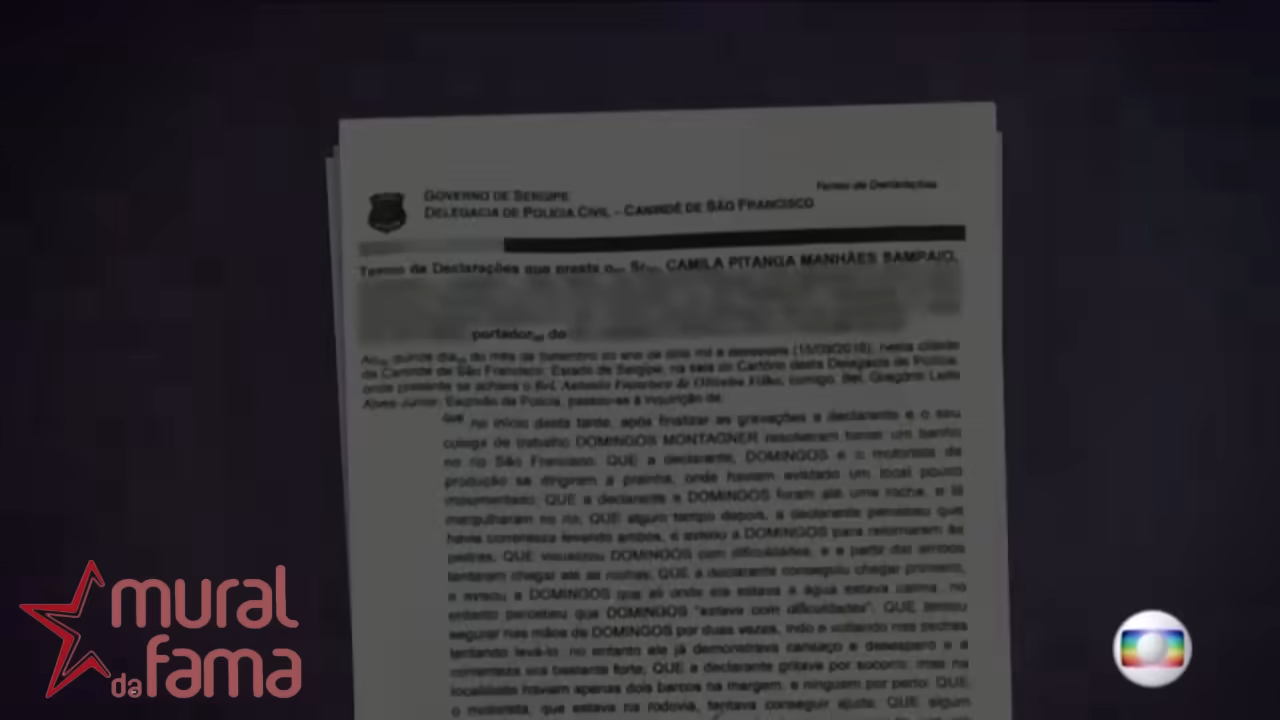 GOVERNO DE SERGIPE
Termo de Declarações
DELEGACIA DE POLÍCIA CIVIL - CANINDÉ DE SÃO FRANCISCO
Termo de Declarações que presta o... Sr..., CAMILA PITANGA MANHÃES SAMPAIO,
portador... do
Ao... quinze dia... do mês de Setembro do ano de dois mil e dezesseis (15/09/2016), nesta cidade
de Canindé de São Francisco, Estado de Sergipe, na sala do Cartório desta Delegacia de Polícia,
onde presente se achava o Bel. Antonio Francisco de Oliveira Filho, comigo, Bel. Gregório Leite
Alves Júnior, Escrivão de Polícia, passou-se à inquirição de:
QUE no início desta tarde, após finalizar as gravações a declarante e o seu
colega de trabalho DOMINGOS MONTAGNER resolveram tomar um banho
no rio São Francisco; QUE a declarante, DOMINGOS e o motorista de
produção se dirigiram a prainha, onde haviam avistado um local pouco
movimentado; QUE a declarante e DOMINGOS foram até uma rocha, e lá
mergulharam no rio; QUE algum tempo depois, a declarante percebeu que
havia correnteza levando ambos, e avisou a DOMINGOS para retornarem às
pedras; QUE visualizou DOMINGOS com dificuldades, e a partir daí ambos
tentaram chegar até as rochas; QUE a declarante conseguiu chegar primeiro,
e avisou a DOMINGOS que ali onde ela estava a água estava calma, no
entanto percebeu que DOMINGOS "estava com dificuldades"; QUE tentou
segurar nas mãos de DOMINGOS por duas vezes, indo e voltando nas pedras
tentando levá-lo, no entanto ele já demonstrava cansaço e desespero e a
correnteza era bastante forte; QUE a declarante gritava por socorro, mas na
localidade haviam apenas dois barcos na margem, e ninguém por perto; QUE
o motorista, que estava na rodovia, tentava conseguir ajuda; QUE algum
mural
da fama